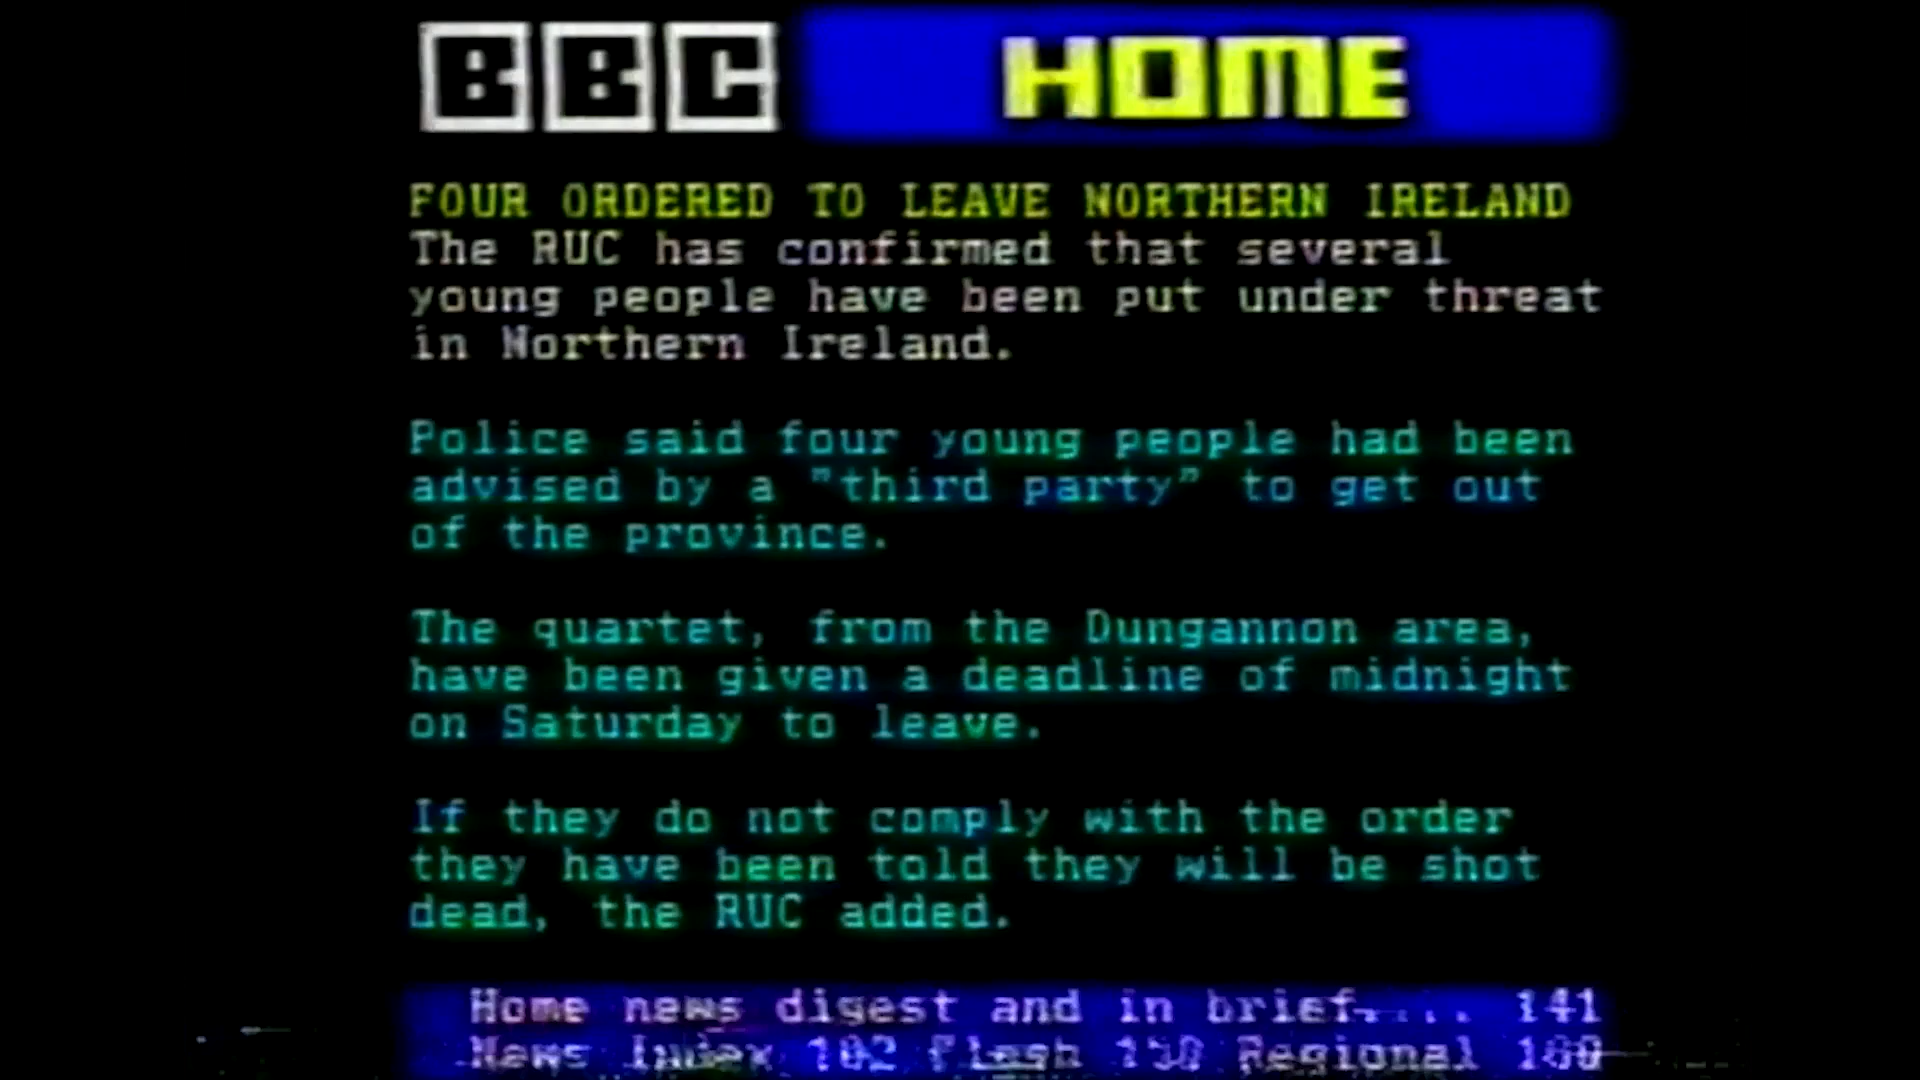 BBC HOME
FOUR ORDERED TO LEAVE NORTHERN IRELAND
The RUC has confirmed that several
young people have been put under threat
in Northern Ireland.
Police said four young people had been
advised by a "third party" to get out
of the province.
The quartet, from the Dungannon area,
have been given a deadline of midnight
on Saturday to leave.
If they do not comply with the order
they have been told they will be shot
dead, the RUC added.
Home news digest and in brief..... 141
News Index 102 Flash 150 Regional 160